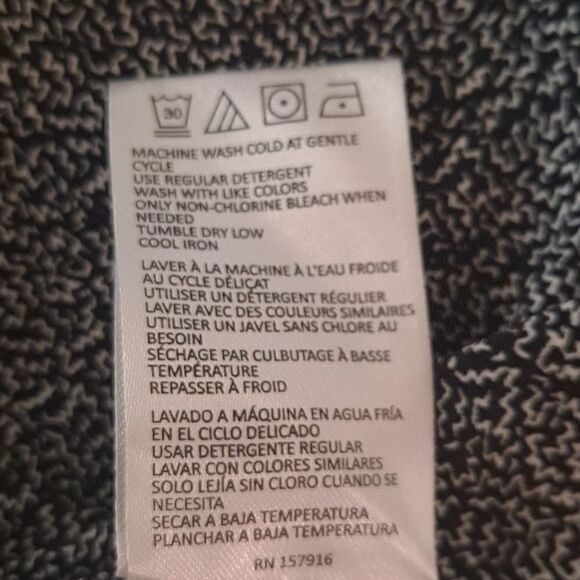 30
MACHINE WASH COLD AT GENTLE
CYCLE
USE REGULAR DETERGENT
WASH WITH LIKE COLORS
ONLY NON-CHLORINE BLEACH WHEN
NEEDED
TUMBLE DRY LOW
COOL IRON
LAVER À LA MACHINE À L'EAU FROIDE
AU CYCLE DÉLICAT
UTILISER UN DÉTERGENT RÉGULIER
LAVER AVEC DES COULEURS SIMILAIRES
UTILISER UN JAVEL SANS CHLORE AU
BESOIN
SÉCHAGE PAR CULBUTAGE À BASSE
TEMPÉRATURE
REPASSER À FROID
LAVADO A MÁQUINA EN AGUA FRÍA
EN EL CICLO DELICADO
USAR DETERGENTE REGULAR
LAVAR CON COLORES SIMILARES
SOLO LEJÍA SIN CLORO CUANDO SE
NECESITA
SECAR A BAJA TEMPERATURA
PLANCHAR A BAJA TEMPERATURA
RN 157916